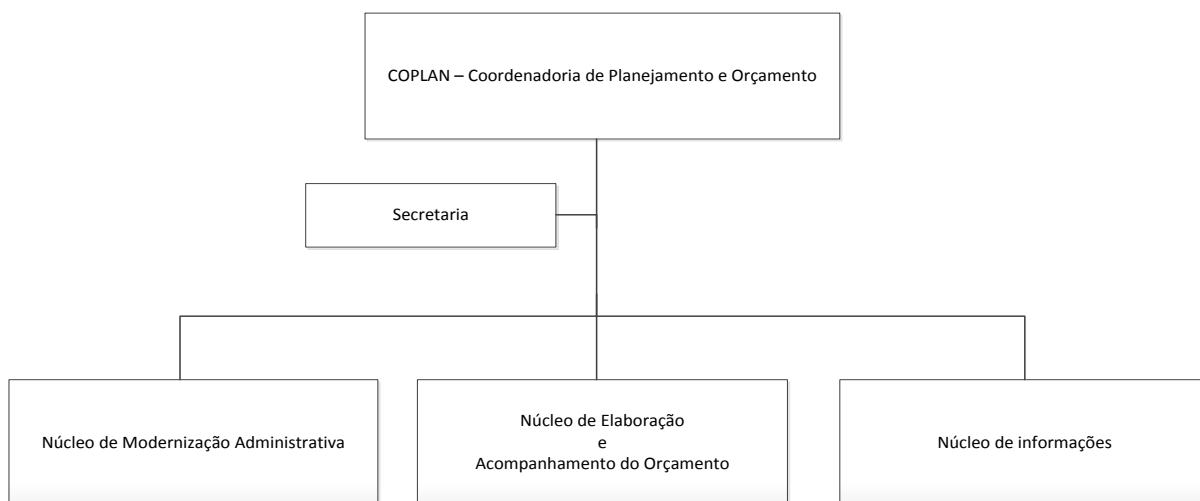 COPLAN – Coordenadoria de Planejamento e Orçamento
Secretaria
Núcleo de Modernização Administrativa
Núcleo de Elaboração
e
Acompanhamento do Orçamento
Núcleo de informações